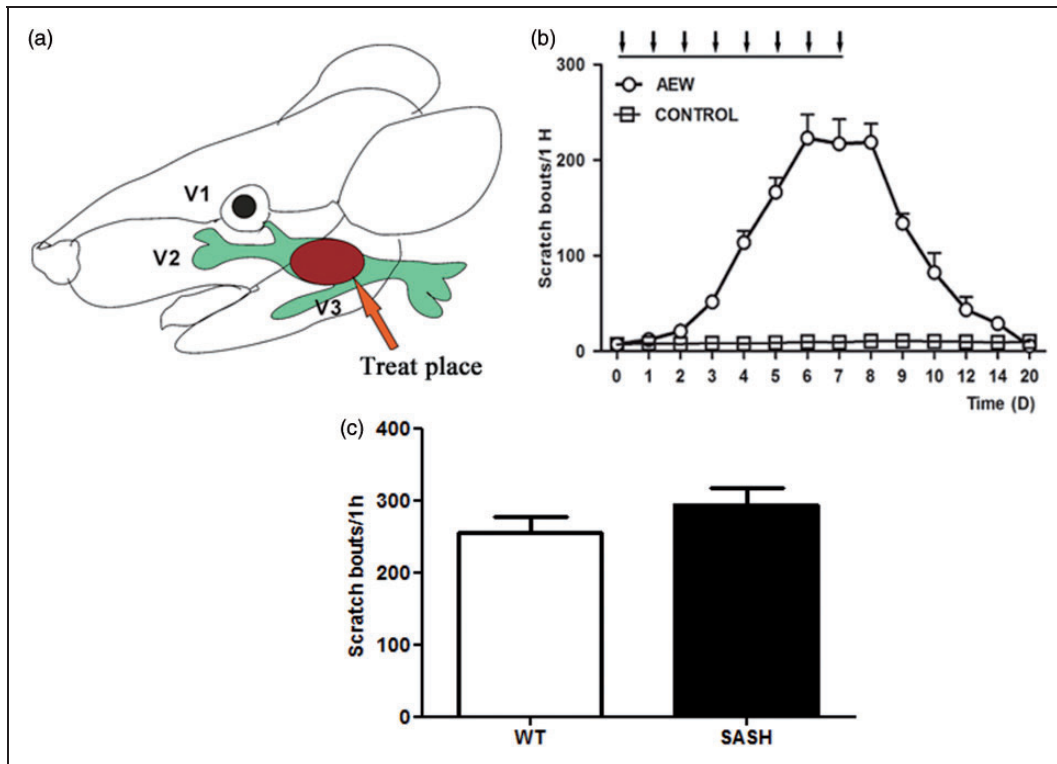 (a)
V1
V2
V3
Treat place
(b)
300
200
100
0
Scratch bouts/1 H
AEW
CONTROL
0 1 2 3 4 5 6 7 8 9 10 12 14 20
Time (D)
(c)
400
300
200
100
0
Scratch bouts/1h
WT SASH